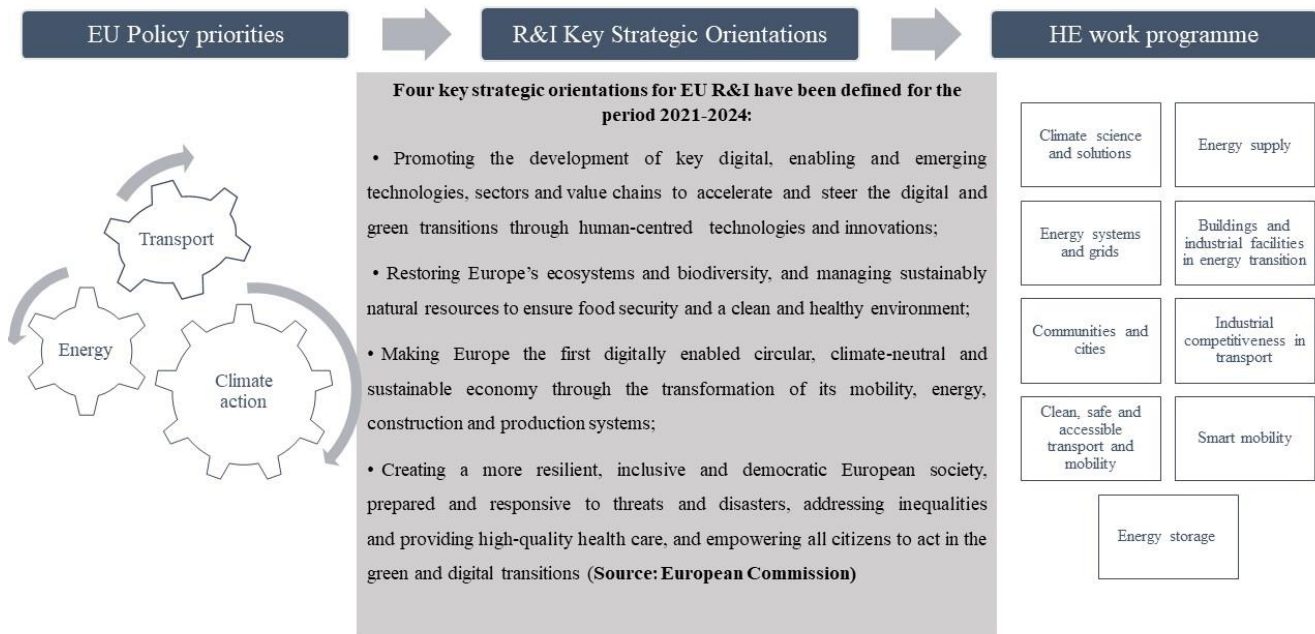 EU Policy priorities
R&I Key Strategic Orientations
HE work programme
Transport
Energy
Climate
action
Four key strategic orientations for EU R&I have been defined for the
period 2021-2024:
• Promoting the development of key digital, enabling and emerging
technologies, sectors and value chains to accelerate and steer the digital and
green transitions through human-centred technologies and innovations;
• Restoring Europe’s ecosystems and biodiversity, and managing sustainably
natural resources to ensure food security and a clean and healthy environment;
• Making Europe the first digitally enabled circular, climate-neutral and
sustainable economy through the transformation of its mobility, energy,
construction and production systems;
• Creating a more resilient, inclusive and democratic European society,
prepared and responsive to threats and disasters, addressing inequalities
and providing high-quality health care, and empowering all citizens to act in the
green and digital transitions (Source: European Commission)
Climate science
and solutions
Energy supply
Energy systems
and grids
Buildings and
industrial facilities
in energy transition
Communities and
cities
Industrial
competitiveness in
transport
Clean, safe and
accessible
transport and
mobility
Smart mobility
Energy storage